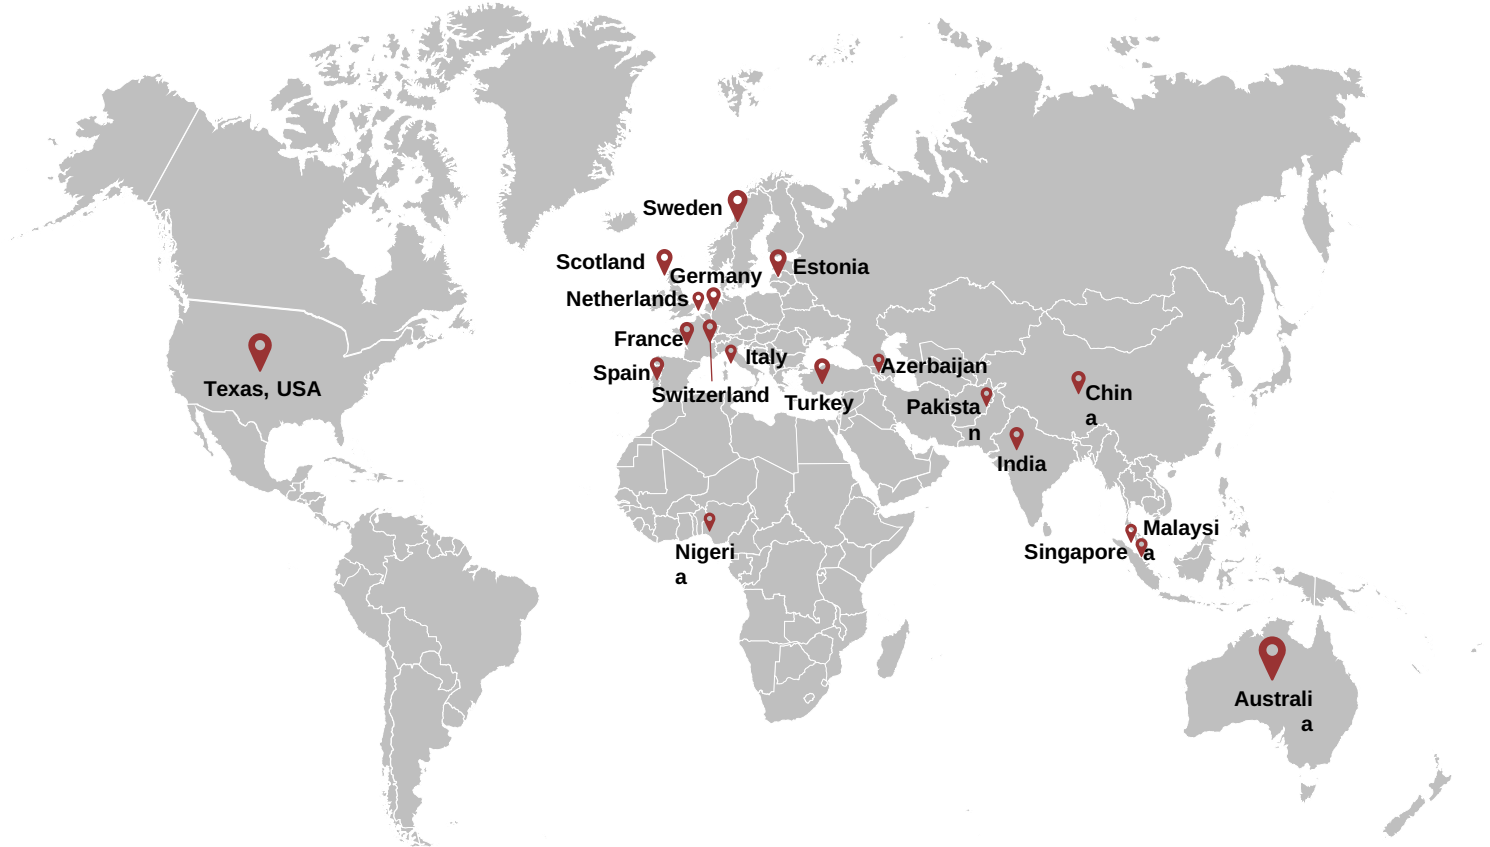 Sweden
Scotland
Estonia
Germany
Netherlands
France
Italy
Spain
Azerbaijan
Texas, USA
Switzerland
Turkey
Chin
a
Pakista
n
India
Malaysi
a
Singapore
Nigeri
a
Australi
a